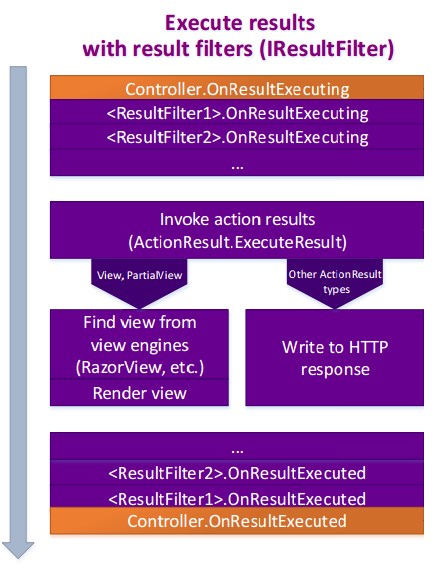 Execute results
with result filters (IResultFilter)
Controller.OnResultExecuting
<ResultFilter1>.OnResultExecuting
<ResultFilter2>.OnResultExecuting
...
Invoke action results
(ActionResult.ExecuteResult)
View, PartialView
Other ActionResult
types
Find view from
view engines
(RazorView, etc.)
Render view
Write to HTTP
response
...
<ResultFilter2>.OnResultExecuted
<ResultFilter1>.OnResultExecuted
Controller.OnResultExecuted